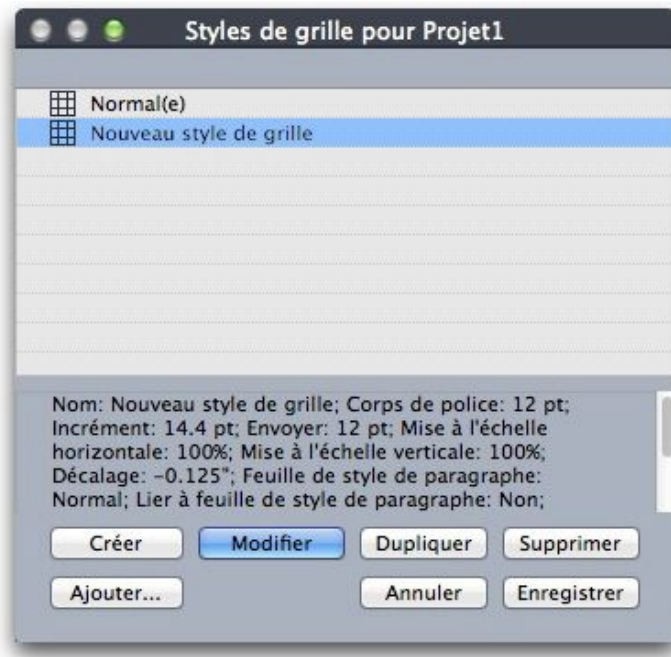 Styles de grille pour Projet1
Normal(e)
Nouveau style de grille
Nom: Nouveau style de grille; Corps de police: 12 pt;
Incrément: 14.4 pt; Envoyer: 12 pt; Mise à l'échelle
horizontale: 100%; Mise à l'échelle verticale: 100%;
Décalage: -0.125"; Feuille de style de paragraphe:
Normal; Lier à feuille de style de paragraphe: Non;
Créer Modifier Dupliquer Supprimer
Ajouter... Annuler Enregistrer